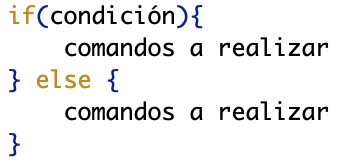 if(condición){
    comandos a realizar
} else {
    comandos a realizar
}